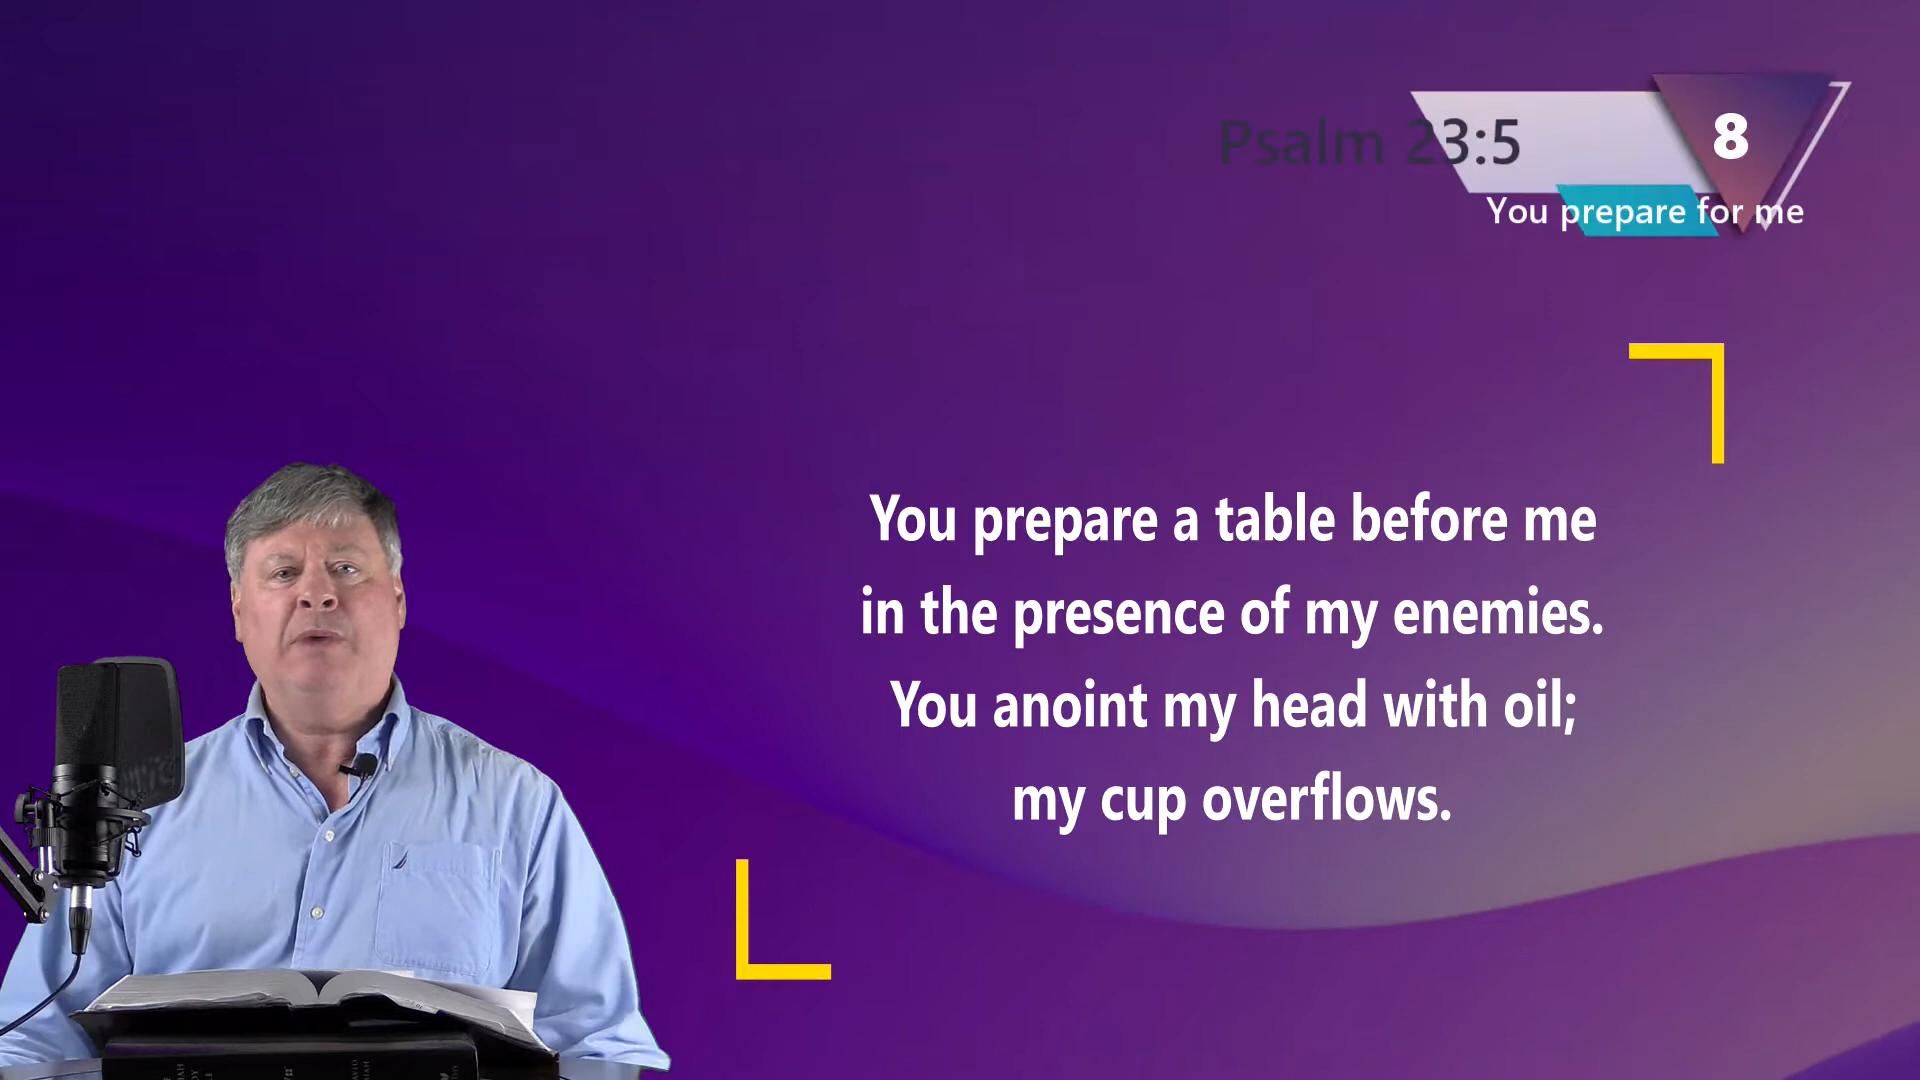 Psalm 23:5
8
You prepare for me
You prepare a table before me
in the presence of my enemies.
You anoint my head with oil;
my cup overflows.